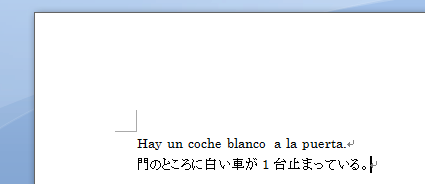 Hay un coche blanco  a la puerta.
門のところに白い車が 1 台止まっている。